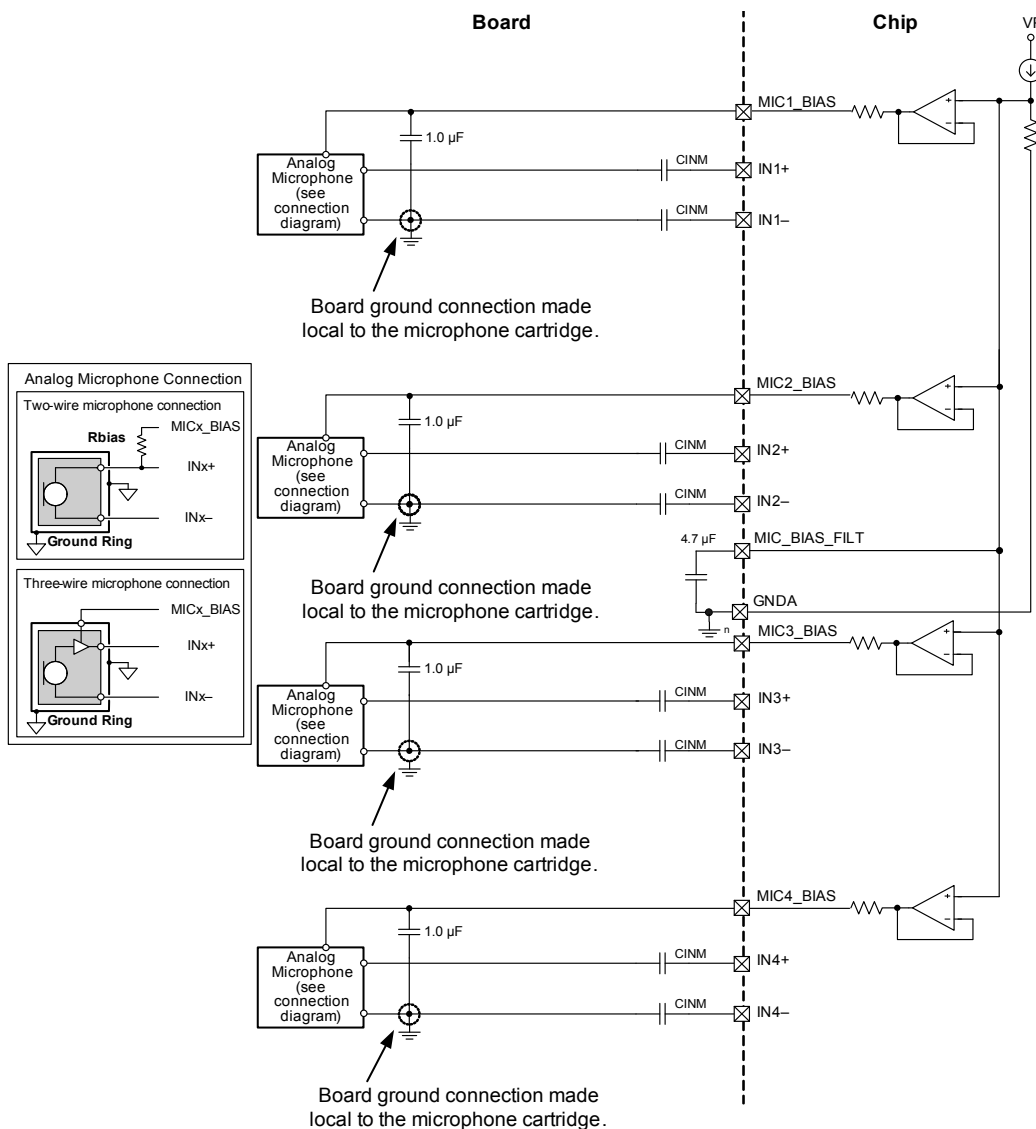 Board
Chip
VP
MIC1_BIAS
+
–
1.0 µF
Analog
Microphone
(see
connection
diagram)
CINM
IN1+
CINM
IN1–
Board ground connection made
local to the microphone cartridge.
MIC2_BIAS
+
–
1.0 µF
Analog
Microphone
(see
connection
diagram)
CINM
IN2+
CINM
IN2–
Board ground connection made
local to the microphone cartridge.
Analog Microphone Connection
Two-wire microphone connection
Rbias
MICx_BIAS
INx+
INx–
Ground Ring
Three-wire microphone connection
MICx_BIAS
INx+
INx–
Ground Ring
4.7 µF
MIC_BIAS_FILT
GNDA
n
MIC3_BIAS
+
–
1.0 µF
Analog
Microphone
(see
connection
diagram)
CINM
IN3+
CINM
IN3–
Board ground connection made
local to the microphone cartridge.
MIC4_BIAS
+
–
1.0 µF
Analog
Microphone
(see
connection
diagram)
CINM
IN4+
CINM
IN4–
Board ground connection made
local to the microphone cartridge.